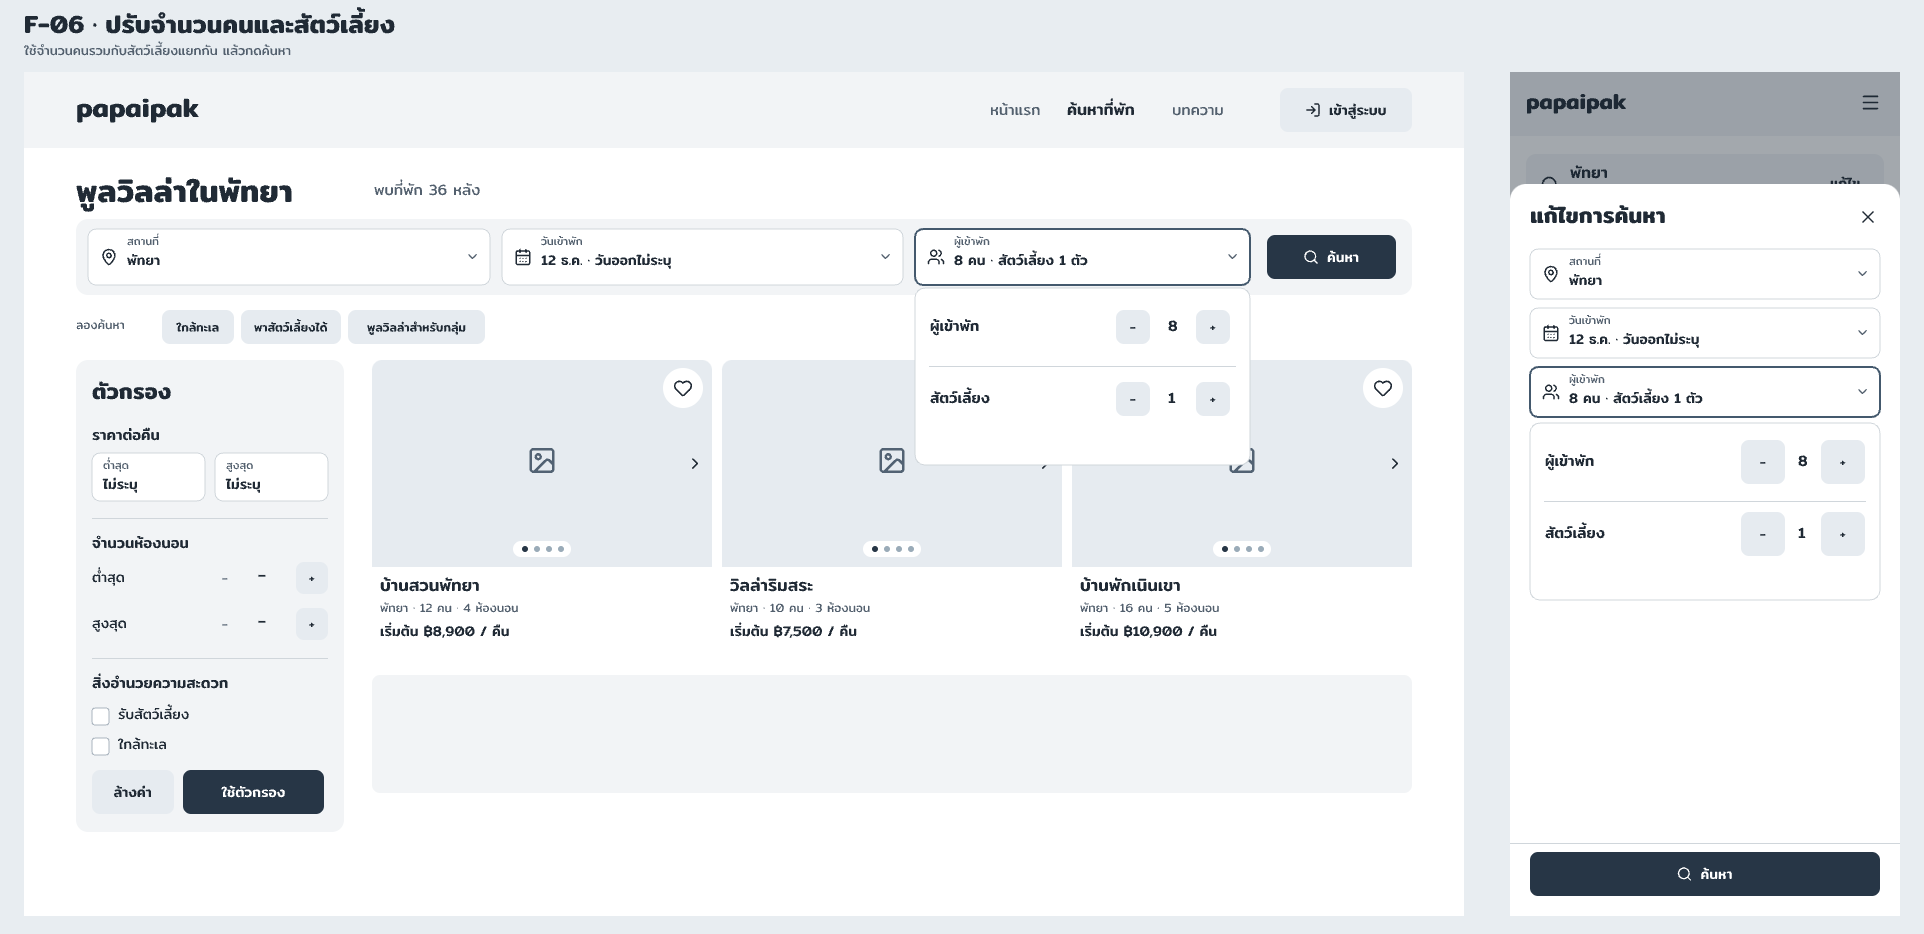 F-06 · ปรับจำนวนคนและสัตว์เลี้ยง
ใช้จำนวนคนรวมกับสัตว์เลี้ยงแยกกัน แล้วกดค้นหา
papaipak
หน้าแรก
ค้นหาที่พัก
บทความ
เข้าสู่ระบบ
พูลวิลล่าในพัทยา
พบที่พัก 36 หลัง
สถานที่
พัทยา
วันเข้าพัก
12 ธ.ค. · วันออกไม่ระบุ
ผู้เข้าพัก
8 คน · สัตว์เลี้ยง 1 ตัว
ค้นหา
ผู้เข้าพัก
- 8 +
สัตว์เลี้ยง
- 1 +
ลองค้นหา
ใกล้ทะเล
พาสัตว์เลี้ยงได้
พูลวิลล่าสำหรับกลุ่ม
ตัวกรอง
ราคาต่อคืน
ต่ำสุด
ไม่ระบุ
สูงสุด
ไม่ระบุ
จำนวนห้องนอน
ต่ำสุด
- – +
สูงสุด
- – +
สิ่งอำนวยความสะดวก
รับสัตว์เลี้ยง
ใกล้ทะเล
ล้างค่า
ใช้ตัวกรอง
บ้านสวนพัทยา
พัทยา · 12 คน · 4 ห้องนอน
เริ่มต้น ฿8,900 / คืน
วิลล่าริมสระ
พัทยา · 10 คน · 3 ห้องนอน
เริ่มต้น ฿7,500 / คืน
บ้านพักเนินเขา
พัทยา · 16 คน · 5 ห้องนอน
เริ่มต้น ฿10,900 / คืน
papaipak
พัทยา
แก้ไขการค้นหา
สถานที่
พัทยา
วันเข้าพัก
12 ธ.ค. · วันออกไม่ระบุ
ผู้เข้าพัก
8 คน · สัตว์เลี้ยง 1 ตัว
ผู้เข้าพัก
- 8 +
สัตว์เลี้ยง
- 1 +
ค้นหา